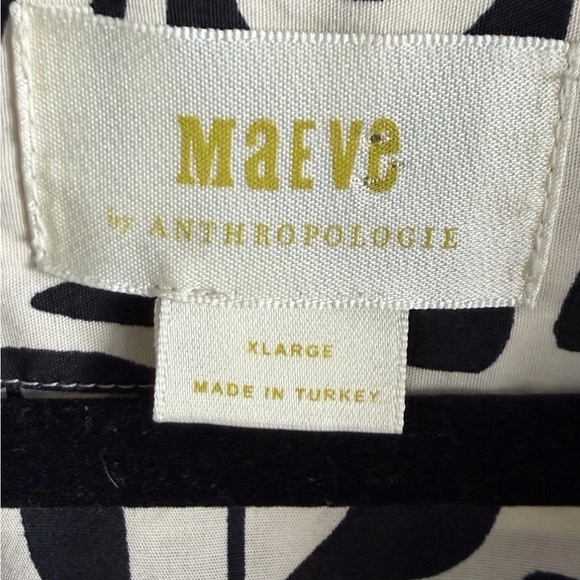 MaEVe
by ANTHROPOLOGIE
XLARGE
MADE IN TURKEY